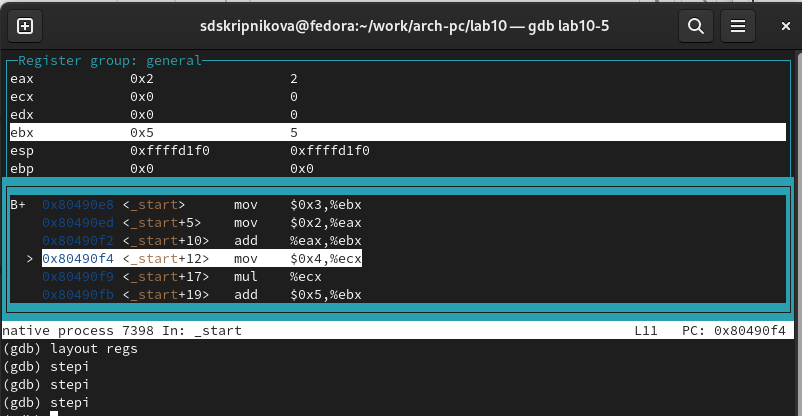 sdskripnikova@fedora:~/work/arch-pc/lab10 — gdb lab10-5
Register group: general
eax 0x2 2
ecx 0x0 0
edx 0x0 0
ebx 0x5 5
esp 0xffffd1f0 0xffffd1f0
ebp 0x0 0x0
B+ 0x80490e8 <_start> mov $0x3,%ebx
0x80490ed <_start+5> mov $0x2,%eax
0x80490f2 <_start+10> add %eax,%ebx
> 0x80490f4 <_start+12> mov $0x4,%ecx
0x80490f9 <_start+17> mul %ecx
0x80490fb <_start+19> add $0x5,%ebx
native process 7398 In: _start L11 PC: 0x80490f4
(gdb) layout regs
(gdb) stepi
(gdb) stepi
(gdb) stepi
(gdb)